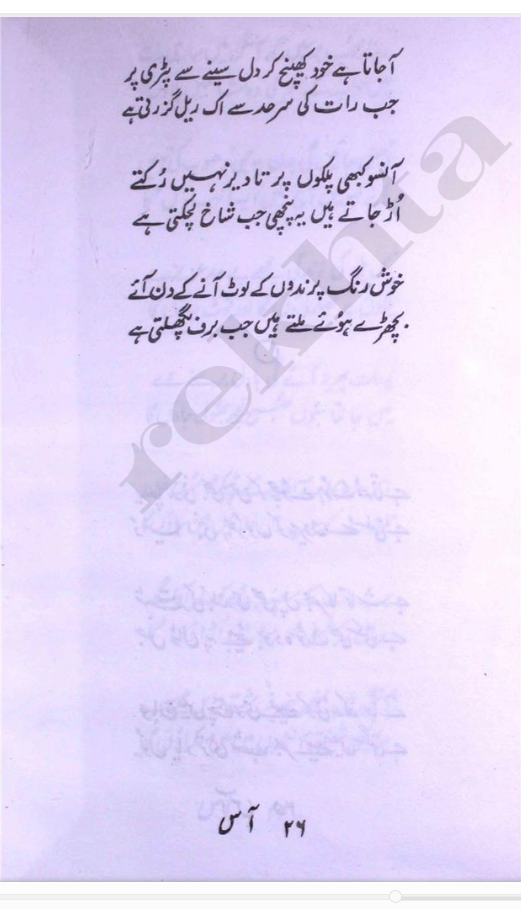 آ جاتا ہے خود کھینچ کر دل سینے سے پٹری پر
جب رات کی سرحد سے اک ریل گزرتی ہے
آنسو کبھی پلکوں پر تا دیر نہیں رُکتے
اُڑ جاتے ہیں یہ پنچھی جب شاخ لچکتی ہے
خوش رنگ پرندوں کے لوٹ آنے کے دن آئے
بچھڑے ہوئے ملتے ہیں جب برف پگھلتی ہے
rekhta
۲۶ آس